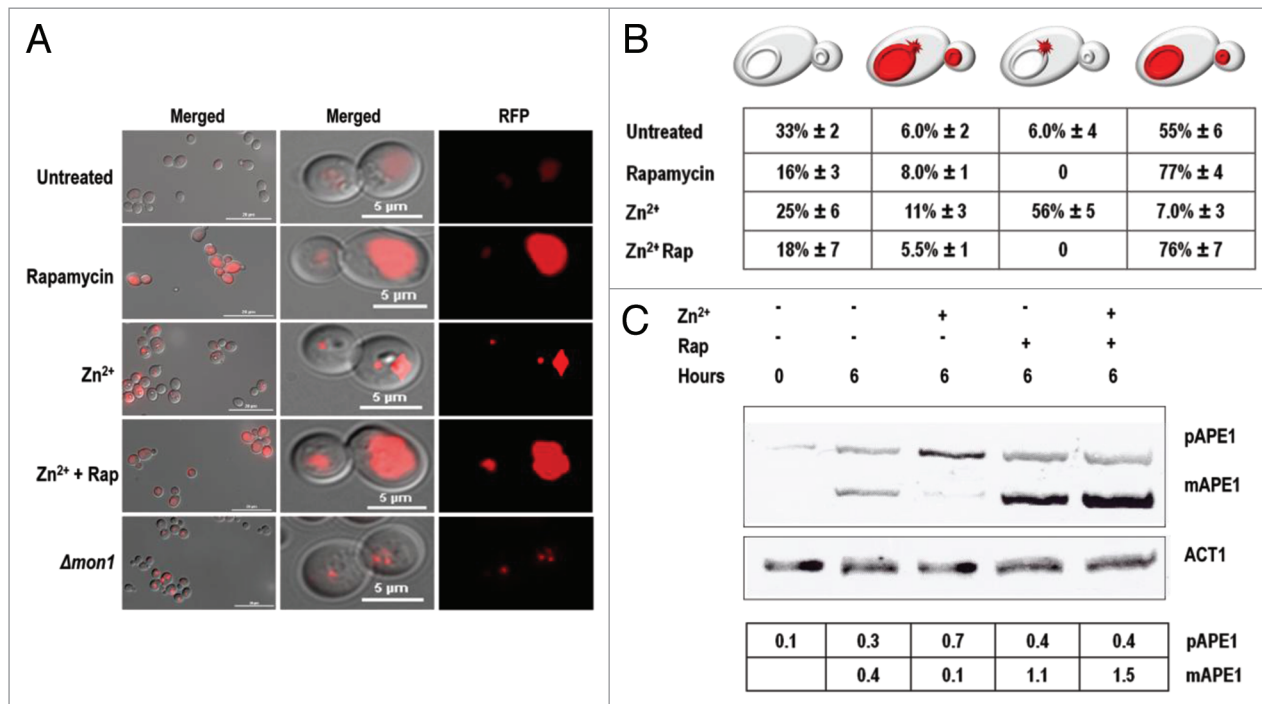 A
Merged Merged RFP
Untreated
5 µm
Rapamycin
5 µm
Zn²⁺
5 µm
Zn²⁺ + Rap
5 µm
Δmon1
5 µm
B
Untreated 33% ± 2 6.0% ± 2 6.0% ± 4 55% ± 6
Rapamycin 16% ± 3 8.0% ± 1 0 77% ± 4
Zn²⁺ 25% ± 6 11% ± 3 56% ± 5 7.0% ± 3
Zn²⁺ Rap 18% ± 7 5.5% ± 1 0 76% ± 7
C
Zn²⁺ - - + - +
Rap - - - + +
Hours 0 6 6 6 6
pAPE1
mAPE1
ACT1
0.1 0.3 0.7 0.4 0.4 pAPE1
0.4 0.1 1.1 1.5 mAPE1